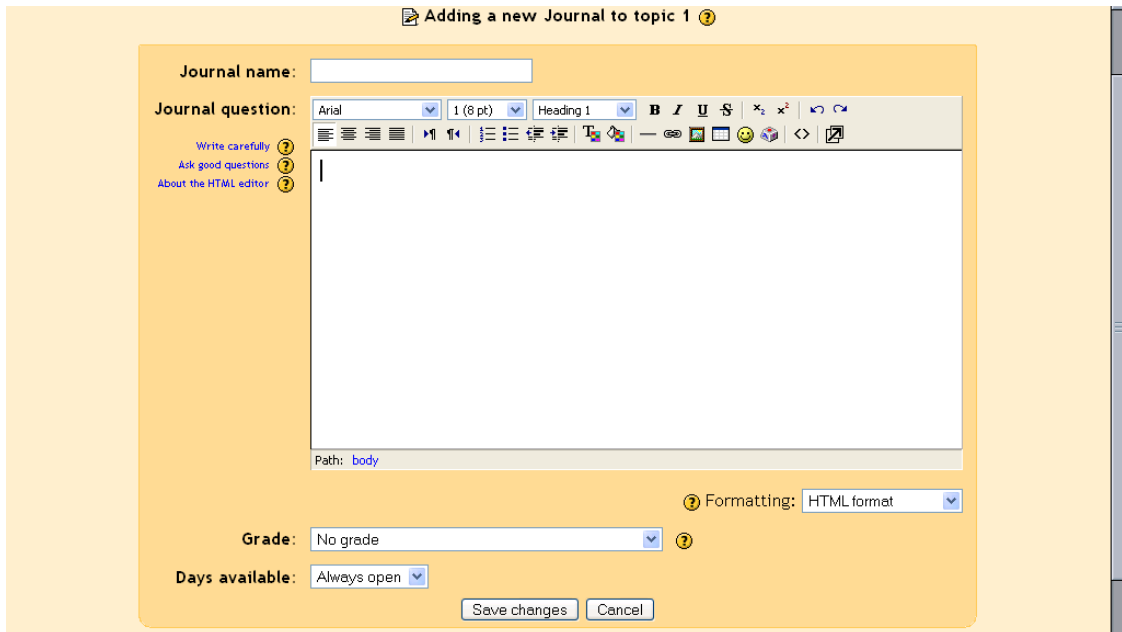 Adding a new Journal to topic 1 ?
Journal name:
Journal question:
Arial 1 (8 pt) Heading 1 B I U S x₂ x²
Write carefully ?
Ask good questions ?
About the HTML editor ?
Path: body
? Formatting: HTML format
Grade: No grade ?
Days available: Always open
Save changes Cancel